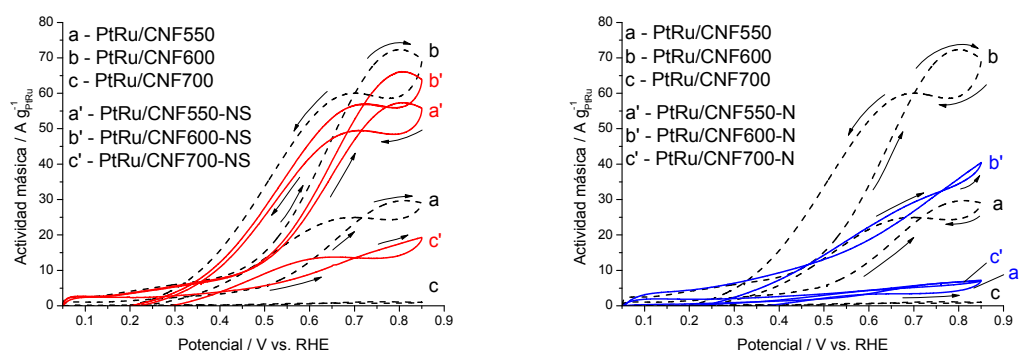 a - PtRu/CNF550
b - PtRu/CNF600
c - PtRu/CNF700
a' - PtRu/CNF550-NS
b' - PtRu/CNF600-NS
c' - PtRu/CNF700-NS
b
b'
a'
a
c'
c
80
70
60
50
40
30
20
10
0
Actividad másica / A g⁻¹PtRu
0.1 0.2 0.3 0.4 0.5 0.6 0.7 0.8 0.9
Potencial / V vs. RHE
a - PtRu/CNF550
b - PtRu/CNF600
c - PtRu/CNF700
a' - PtRu/CNF550-N
b' - PtRu/CNF600-N
c' - PtRu/CNF700-N
b
b'
a
c'
a
c
80
70
60
50
40
30
20
10
0
Actividad másica / A g⁻¹PtRu
0.1 0.2 0.3 0.4 0.5 0.6 0.7 0.8 0.9
Potencial / V vs. RHE